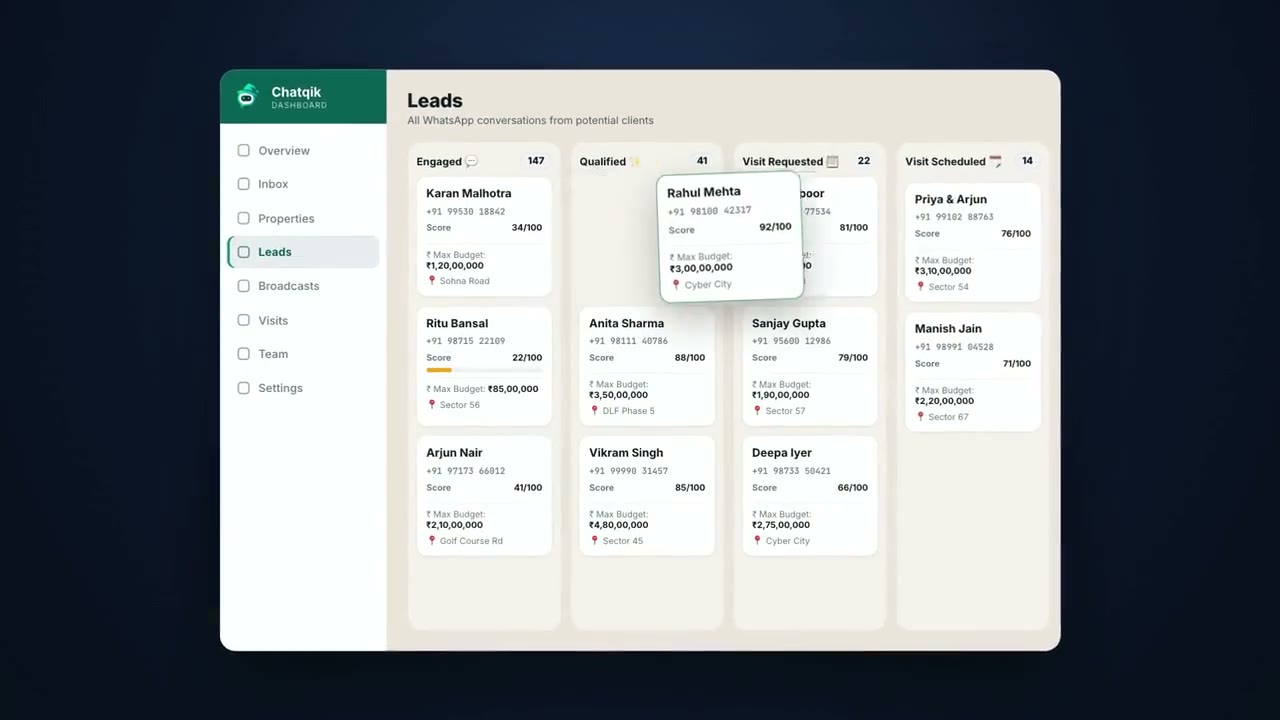 Chatqik
DASHBOARD
Overview
Inbox
Properties
Leads
Broadcasts
Visits
Team
Settings
Leads
All WhatsApp conversations from potential clients
Engaged 💬 147
Karan Malhotra
+91 99530 18842
Score 34/100
₹ Max Budget:
₹1,20,00,000
📍 Sohna Road
Ritu Bansal
+91 98715 22109
Score 22/100
₹ Max Budget: ₹85,00,000
📍 Sector 56
Arjun Nair
+91 97173 66012
Score 41/100
₹ Max Budget:
₹2,10,00,000
📍 Golf Course Rd
Qualified ✨ 41
Rahul Mehta
+91 98100 42317
Score 92/100
₹ Max Budget:
₹3,00,00,000
📍 Cyber City
Anita Sharma
+91 98111 40786
Score 88/100
₹ Max Budget:
₹3,50,00,000
📍 DLF Phase 5
Vikram Singh
+91 99990 31457
Score 85/100
₹ Max Budget:
₹4,80,00,000
📍 Sector 45
Visit Requested 🗓 22
poor
77534
81/100
Sanjay Gupta
+91 95600 12986
Score 79/100
₹ Max Budget:
₹1,90,00,000
📍 Sector 57
Deepa Iyer
+91 98733 50421
Score 66/100
₹ Max Budget:
₹2,75,00,000
📍 Cyber City
Visit Scheduled 📅 14
Priya & Arjun
+91 99102 88763
Score 76/100
₹ Max Budget:
₹3,10,00,000
📍 Sector 54
Manish Jain
+91 98991 04528
Score 71/100
₹ Max Budget:
₹2,20,00,000
📍 Sector 67